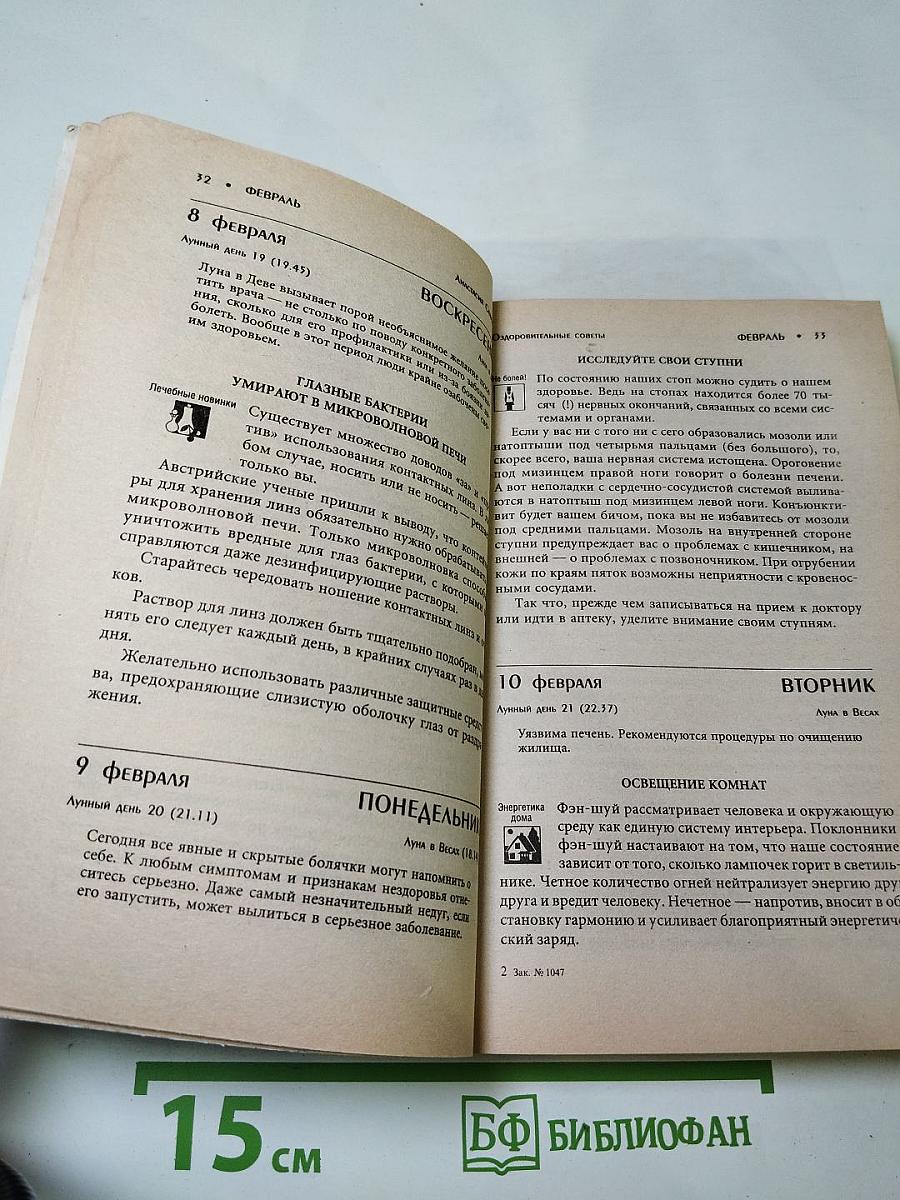 32 • ФЕВРАЛЬ
8 февраля
Анастасия
ВОСКРЕСЕ
Лунный день 19 (19.45)
Луна в Деве вызывает порой необъяснимое желание
тить врача — не столько по поводу конкретного
ния, сколько для его профилактики или из-за боязни
болеть. Вообще в этот период люди крайне озабочены
им здоровьем.
ГЛАЗНЫЕ БАКТЕРИИ
УМИРАЮТ В МИКРОВОЛНОВОЙ ПЕЧИ
Лечебные новинки
Существует множество доводов «за» и
тив» использования контактных линз. В
бом случае, носить или не носить —
только вы.
Австрийские ученые пришли к выводу, что
ры для хранения линз обязательно нужно обрабатывать
микроволновой печи. Только микроволновка
уничтожить вредные для глаз бактерии, с которыми
справляются даже дезинфицирующие растворы.
Старайтесь чередовать ношение контактных линз и
ков.
Раствор для линз должен быть тщательно подобран,
нять его следует каждый день, в крайних случаях раз в
дня.
Желательно использовать различные защитные средст
ва, предохраняющие слизистую оболочку глаз от раздр
жения.
9 февраля
ПОНЕДЕЛЬНИ
Лунный день 20 (21.11)
Луна в Весах (18.14
Сегодня все явные и скрытые болячки могут напомнить о
себе. К любым симптомам и признакам нездоровья отне-
ситесь серьезно. Даже самый незначительный недуг, если
его запустить, может вылиться в серьезное заболевание.
Оздоровительные советы
ФЕВРАЛЬ • 33
ИССЛЕДУЙТЕ СВОИ СТУПНИ
Не болей!
По состоянию наших стоп можно судить о нашем
здоровье. Ведь на стопах находится более 70 ты-
сяч (!) нервных окончаний, связанных со всеми сис-
темами и органами.
Если у вас ни с того ни с сего образовались мозоли или
натоптыши под четырьмя пальцами (без большого), то,
скорее всего, ваша нервная система истощена. Ороговение
под мизинцем правой ноги говорит о болезни печени.
А вот неполадки с сердечно-сосудистой системой вылива-
ются в натоптыш под мизинцем левой ноги. Конъюнкти-
вит будет вашим бичом, пока вы не избавитесь от мозоли
под средними пальцами. Мозоль на внутренней стороне
ступни предупреждает вас о проблемах с кишечником, на
внешней — о проблемах с позвоночником. При огрубении
кожи по краям пяток возможны неприятности с кровенос-
ными сосудами.
Так что, прежде чем записываться на прием к доктору
или идти в аптеку, уделите внимание своим ступням.
10 февраля
ВТОРНИК
Лунный день 21 (22.37)
Луна в Весах
Уязвима печень. Рекомендуются процедуры по очищению
жилища.
ОСВЕЩЕНИЕ КОМНАТ
Энергетика
дома
Фэн-шуй рассматривает человека и окружающую
среду как единую систему интерьера. Поклонники
фэн-шуй настаивают на том, что наше состояние
зависит от того, сколько лампочек горит в светиль-
нике. Четное количество огней нейтрализует энергию друг
друга и вредит человеку. Нечетное — напротив, вносит в об
становку гармонию и усиливает благоприятный энергетиче
ский заряд.
2 Зак. № 1047
15 см
БФ БИБЛИОФАН